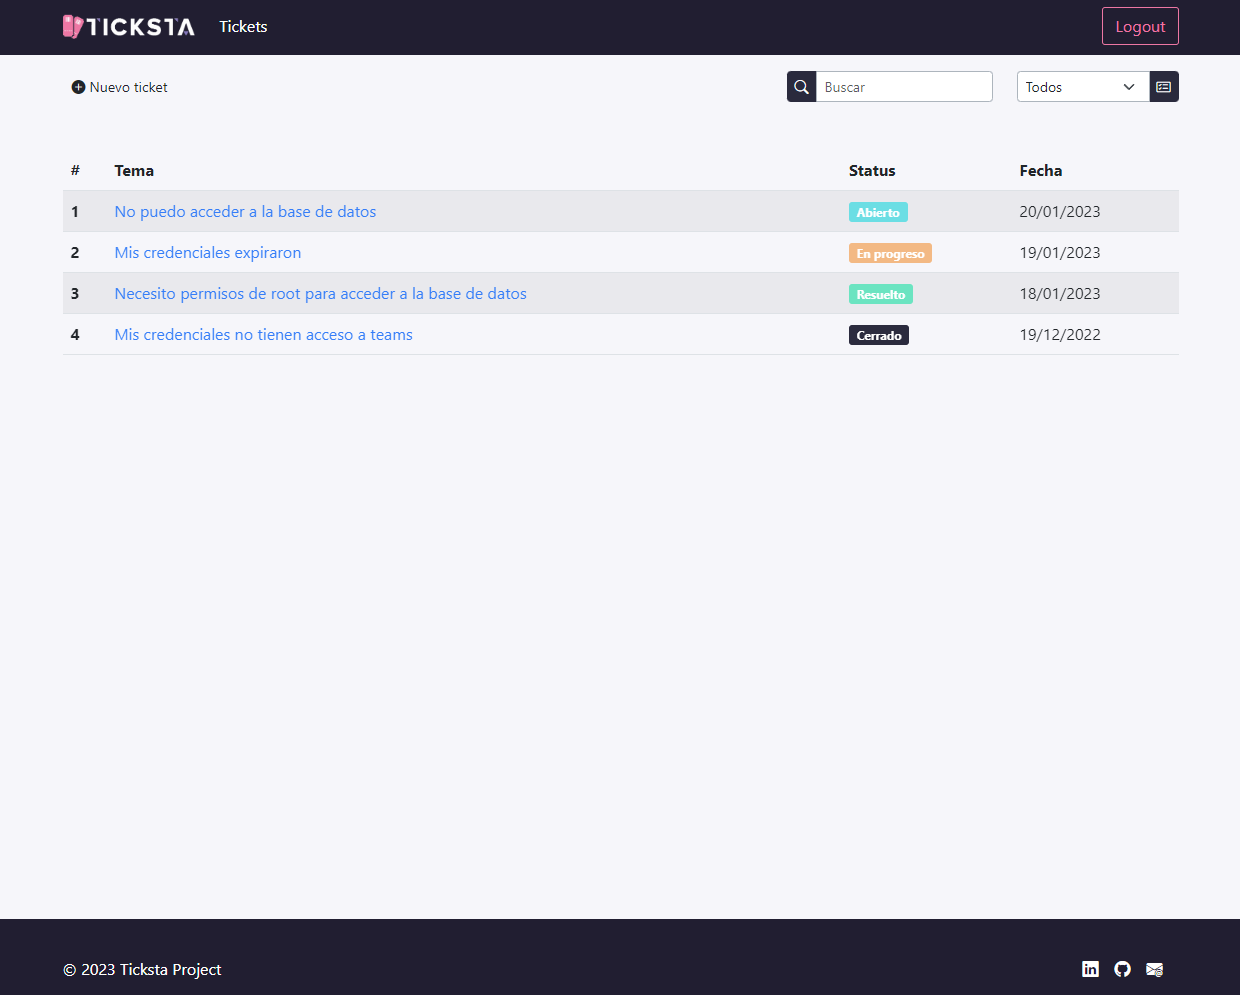 TICKSTA Tickets Logout
Nuevo ticket Buscar Todos
# Tema Status Fecha
1 No puedo acceder a la base de datos Abierto 20/01/2023
2 Mis credenciales expiraron En progreso 19/01/2023
3 Necesito permisos de root para acceder a la base de datos Resuelto 18/01/2023
4 Mis credenciales no tienen acceso a teams Cerrado 19/12/2022
© 2023 Ticksta Project